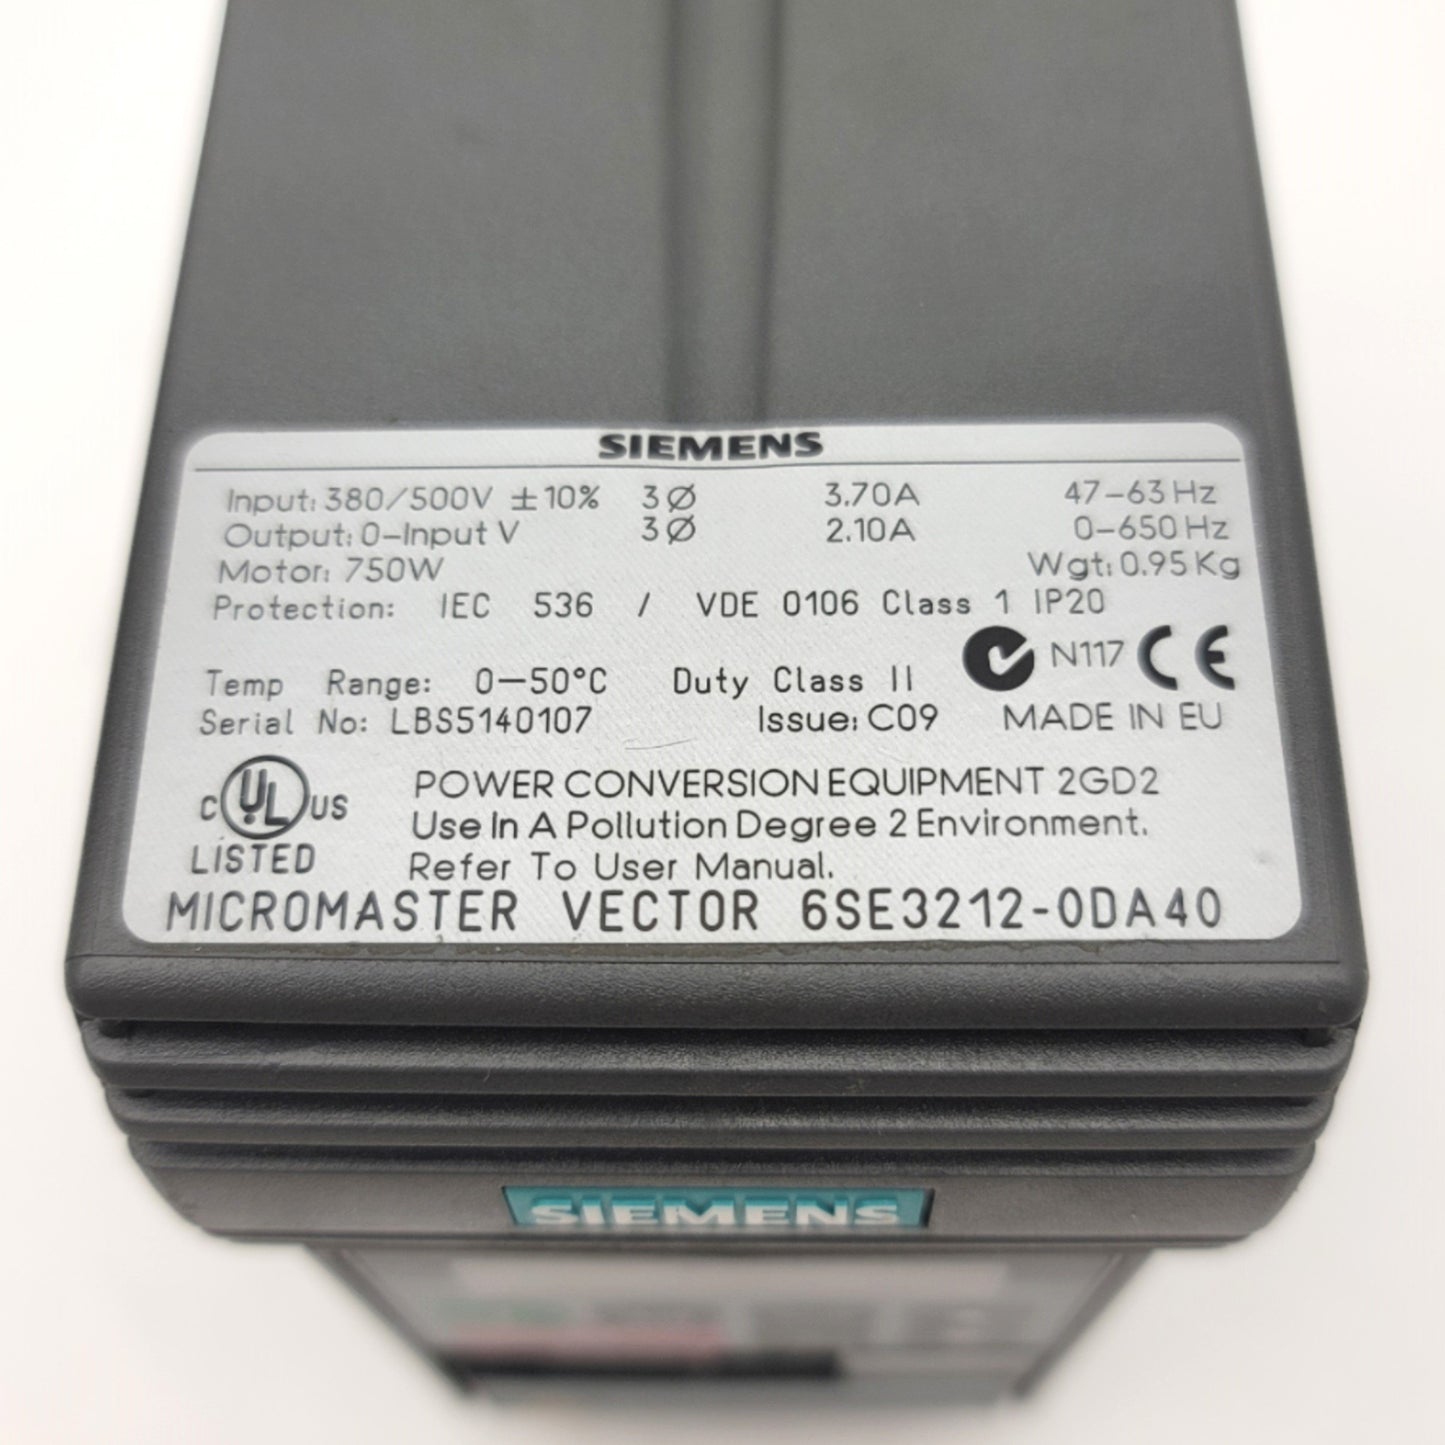 SIEMENS
Input: 380/500V ±10% 3Ø 3.70A 47-63 Hz
Output: 0-Input V 3Ø 2.10A 0-650 Hz
Motor: 750W Wgt: 0.95 Kg
Protection: IEC 536 / VDE 0106 Class 1 IP20
N117 CE
Temp Range: 0-50°C Duty Class II
Serial No: LBS5140107 Issue: C09 MADE IN EU
C UL US
LISTED
POWER CONVERSION EQUIPMENT 2GD2
Use In A Pollution Degree 2 Environment.
Refer To User Manual.
MICROMASTER VECTOR 6SE3212-0DA40
SIEMENS